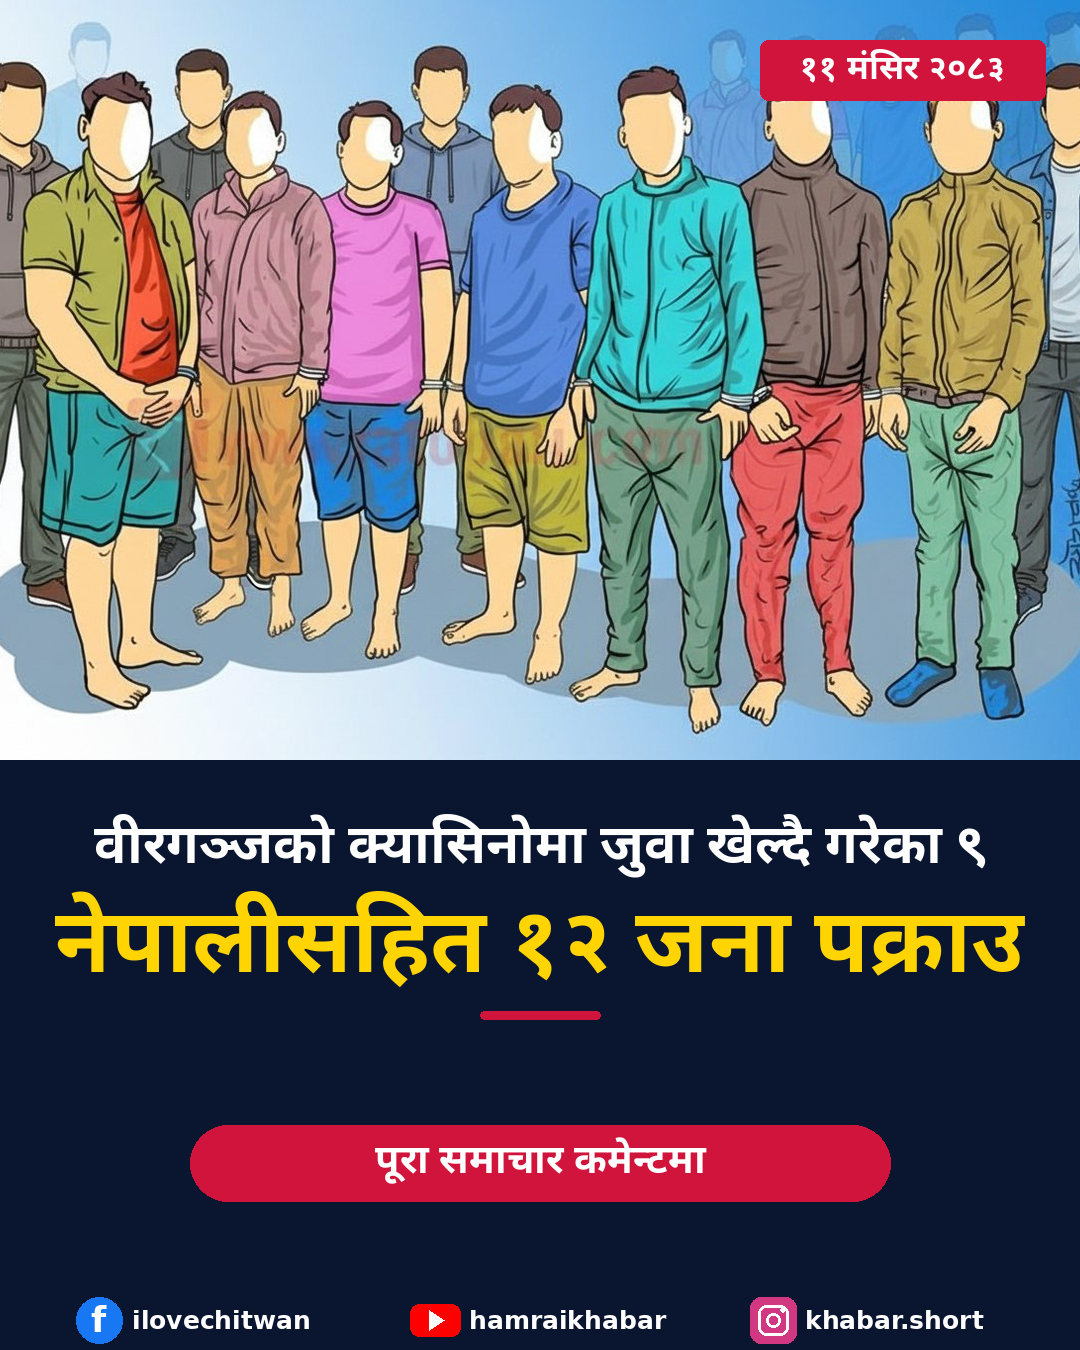 ११ मंसिर २०८३
वीरगञ्जको क्यासिनोमा जुवा खेल्दै गरेका ९
नेपालीसहित १२ जना पक्राउ
पूरा समाचार कमेन्टमा
ilovechitwan
hamraikhabar
khabar.short